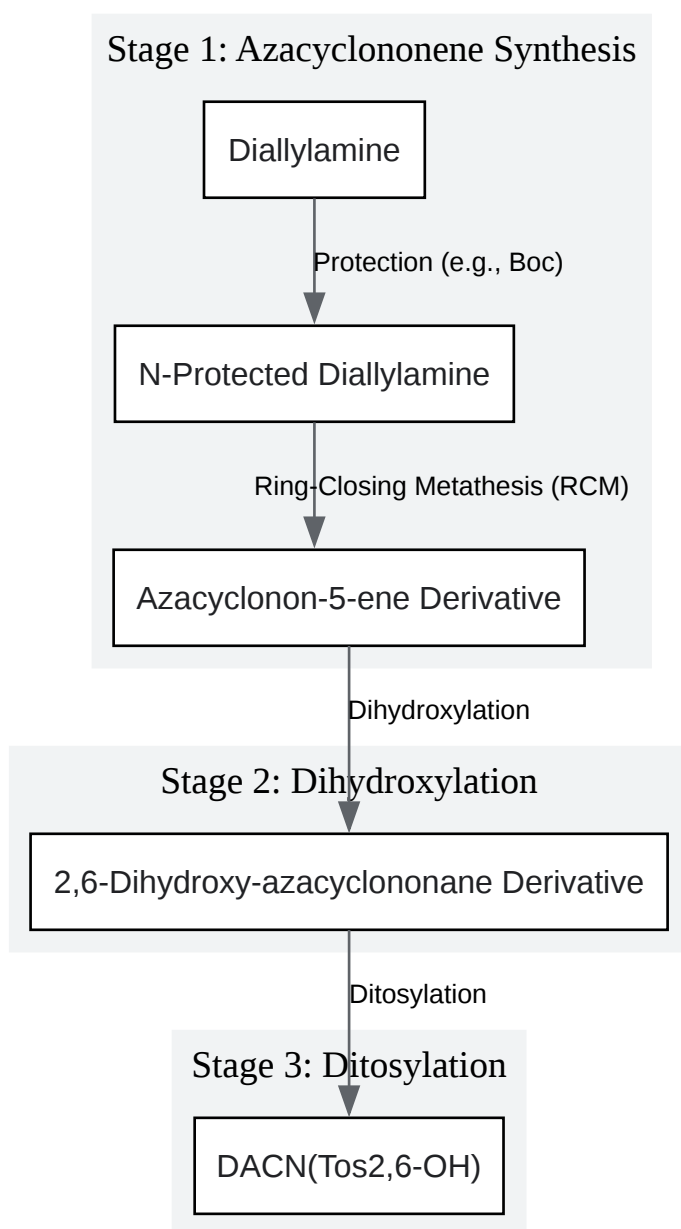 Stage 1: Azacyclononene Synthesis
Diallylamine
Protection (e.g., Boc)
N-Protected Diallylamine
Ring-Closing Metathesis (RCM)
Azacyclonon-5-ene Derivative
Dihydroxylation
Stage 2: Dihydroxylation
2,6-Dihydroxy-azacyclononane Derivative
Ditosylation
Stage 3: Ditosylation
DACN(Tos2,6-OH)